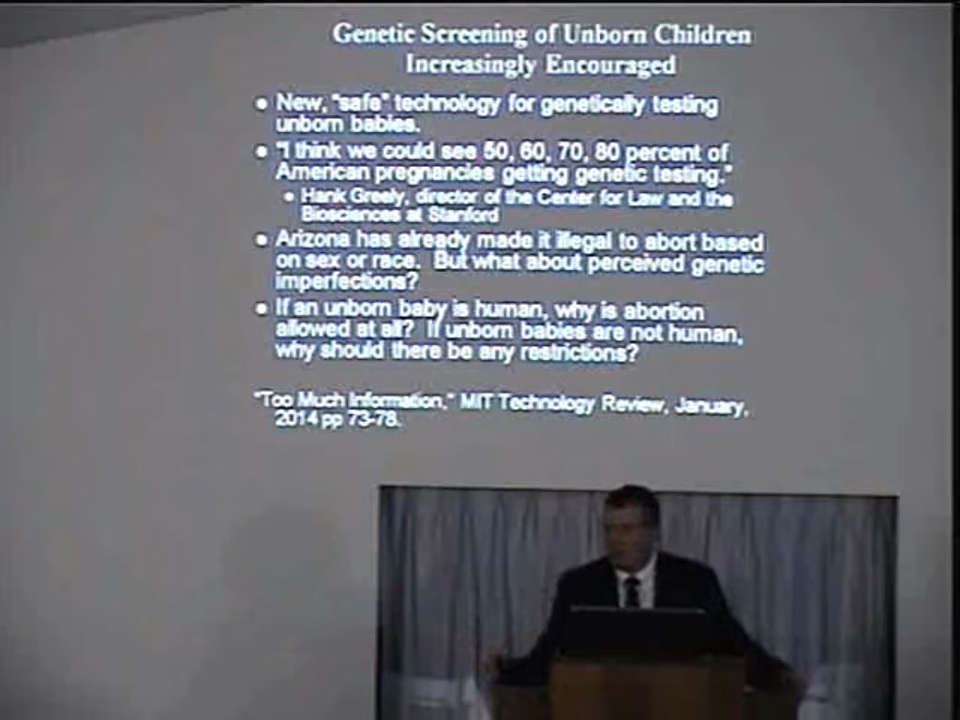 Genetic Screening of Unborn Children
Increasingly Encouraged
• New, "safe" technology for genetically testing
unborn babies.
• "I think we could see 50, 60, 70, 80 percent of
American pregnancies getting genetic testing."
• Hank Greely, director of the Center for Law and the
Biosciences at Stanford
• Arizona has already made it illegal to abort based
on sex or race. But what about perceived genetic
imperfections?
• If an unborn baby is human, why is abortion
allowed at all? If unborn babies are not human,
why should there be any restrictions?
"Too Much Information," MIT Technology Review, January,
2014 pp 73-78.